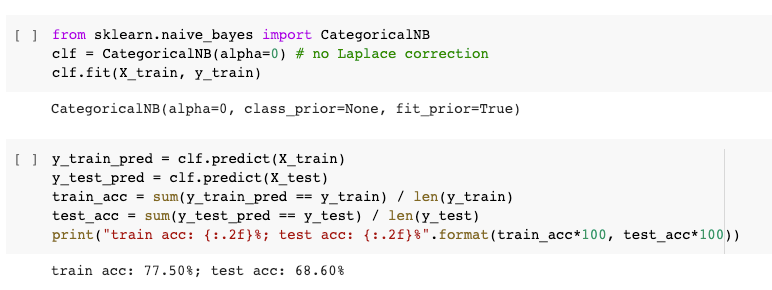 [ ] from sklearn.naive_bayes import CategoricalNB
clf = CategoricalNB(alpha=0) # no Laplace correction
clf.fit(X_train, y_train)
CategoricalNB(alpha=0, class_prior=None, fit_prior=True)
[ ] y_train_pred = clf.predict(X_train)
y_test_pred = clf.predict(X_test)
train_acc = sum(y_train_pred == y_train) / len(y_train)
test_acc = sum(y_test_pred == y_test) / len(y_test)
print("train acc: {:.2f}%; test acc: {:.2f}%".format(train_acc*100, test_acc*100))
train acc: 77.50%; test acc: 68.60%